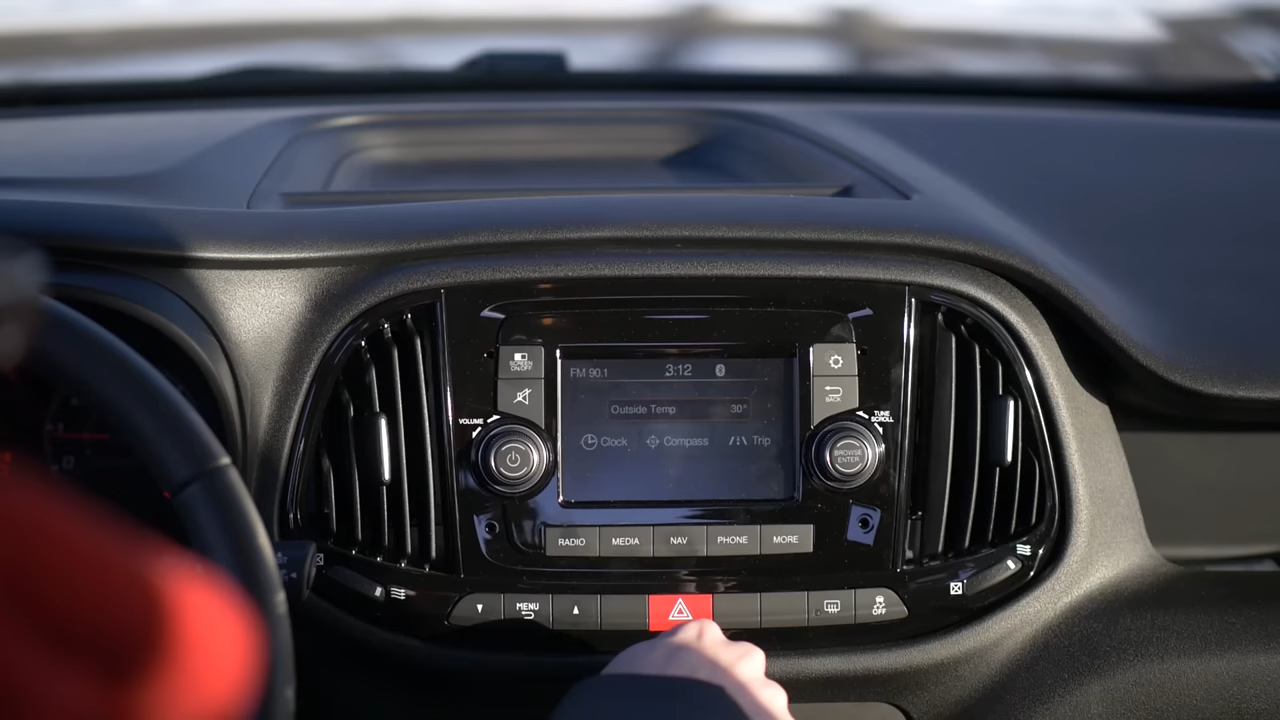 SCREEN
ON/OFF
FM 90.1 3:12
BACK
VOLUME
TUNE
SCROLL
Outside Temp 30°
Clock Compass Trip
BROWSE
ENTER
RADIO MEDIA NAV PHONE MORE
MENU
OFF